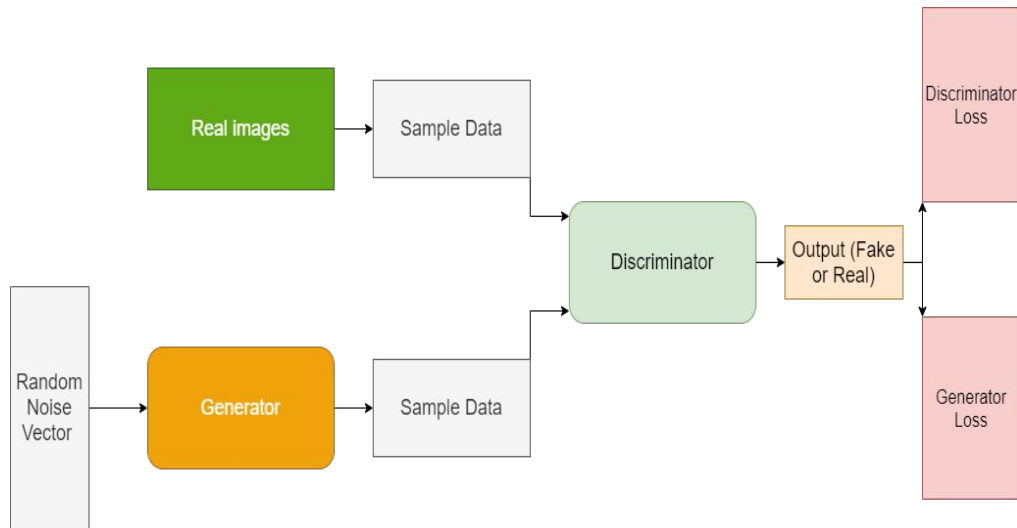 Real images
Sample Data
Discriminator
Loss
Discriminator
Output (Fake
or Real)
Random
Noise
Vector
Generator
Sample Data
Generator
Loss